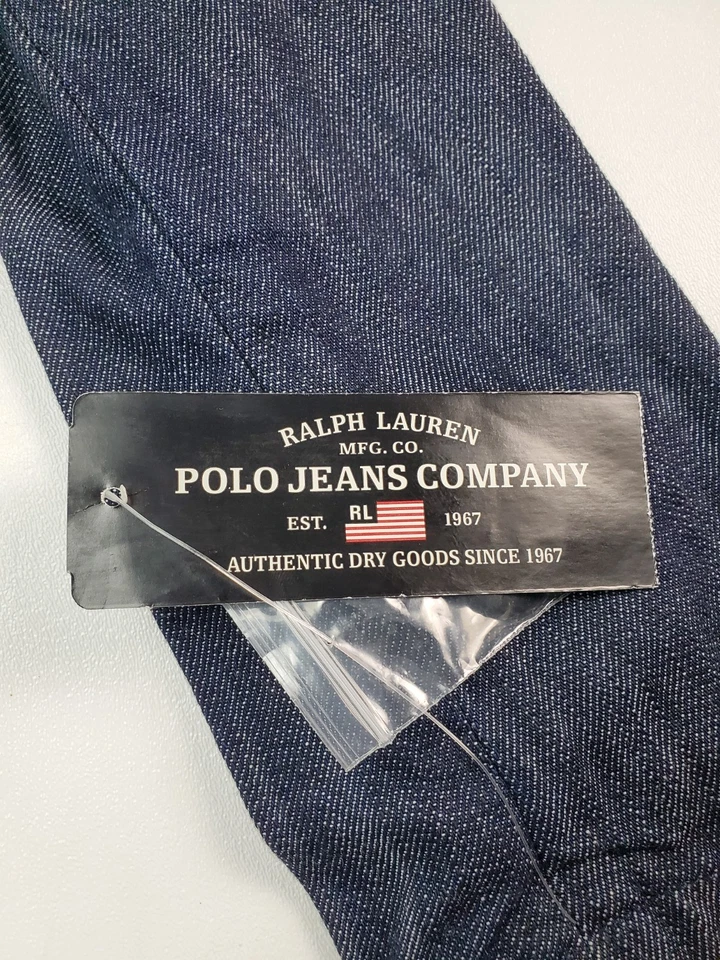 RALPH LAUREN
MFG. CO.
POLO JEANS COMPANY
EST. RL 1967
AUTHENTIC DRY GOODS SINCE 1967